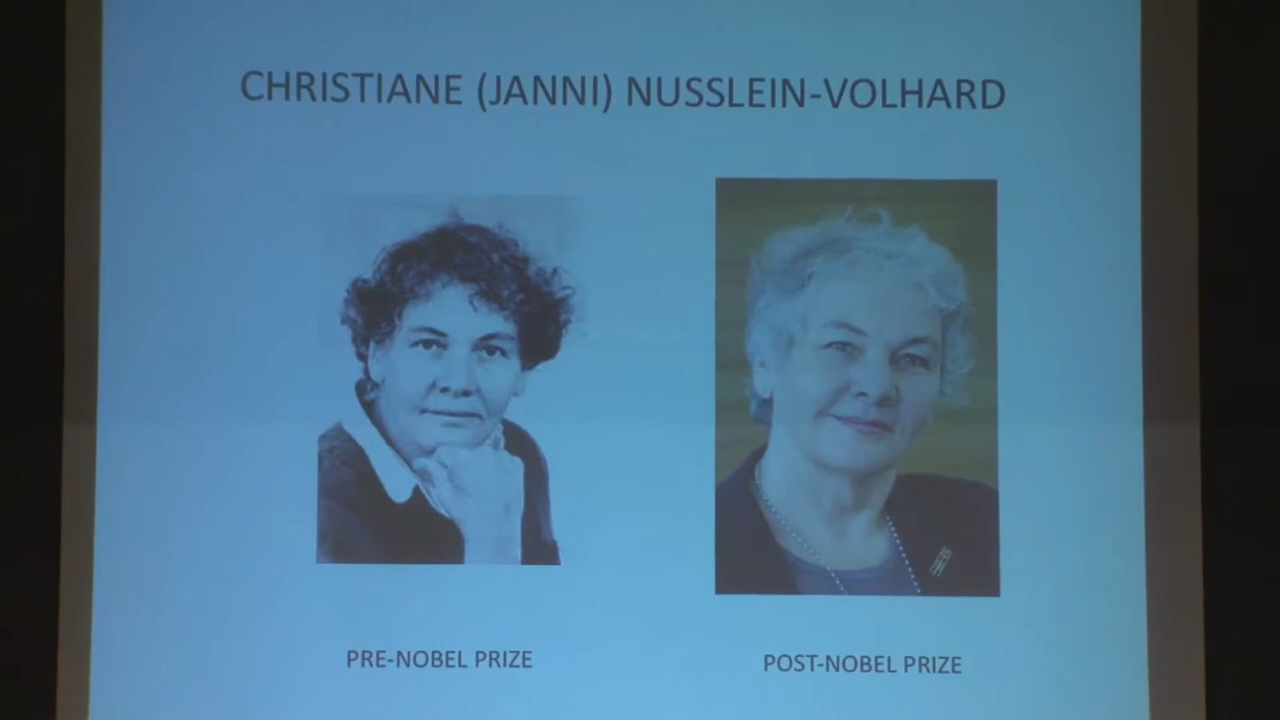 CHRISTIANE (JANNI) NUSSLEIN-VOLHARD
PRE-NOBEL PRIZE
POST-NOBEL PRIZE